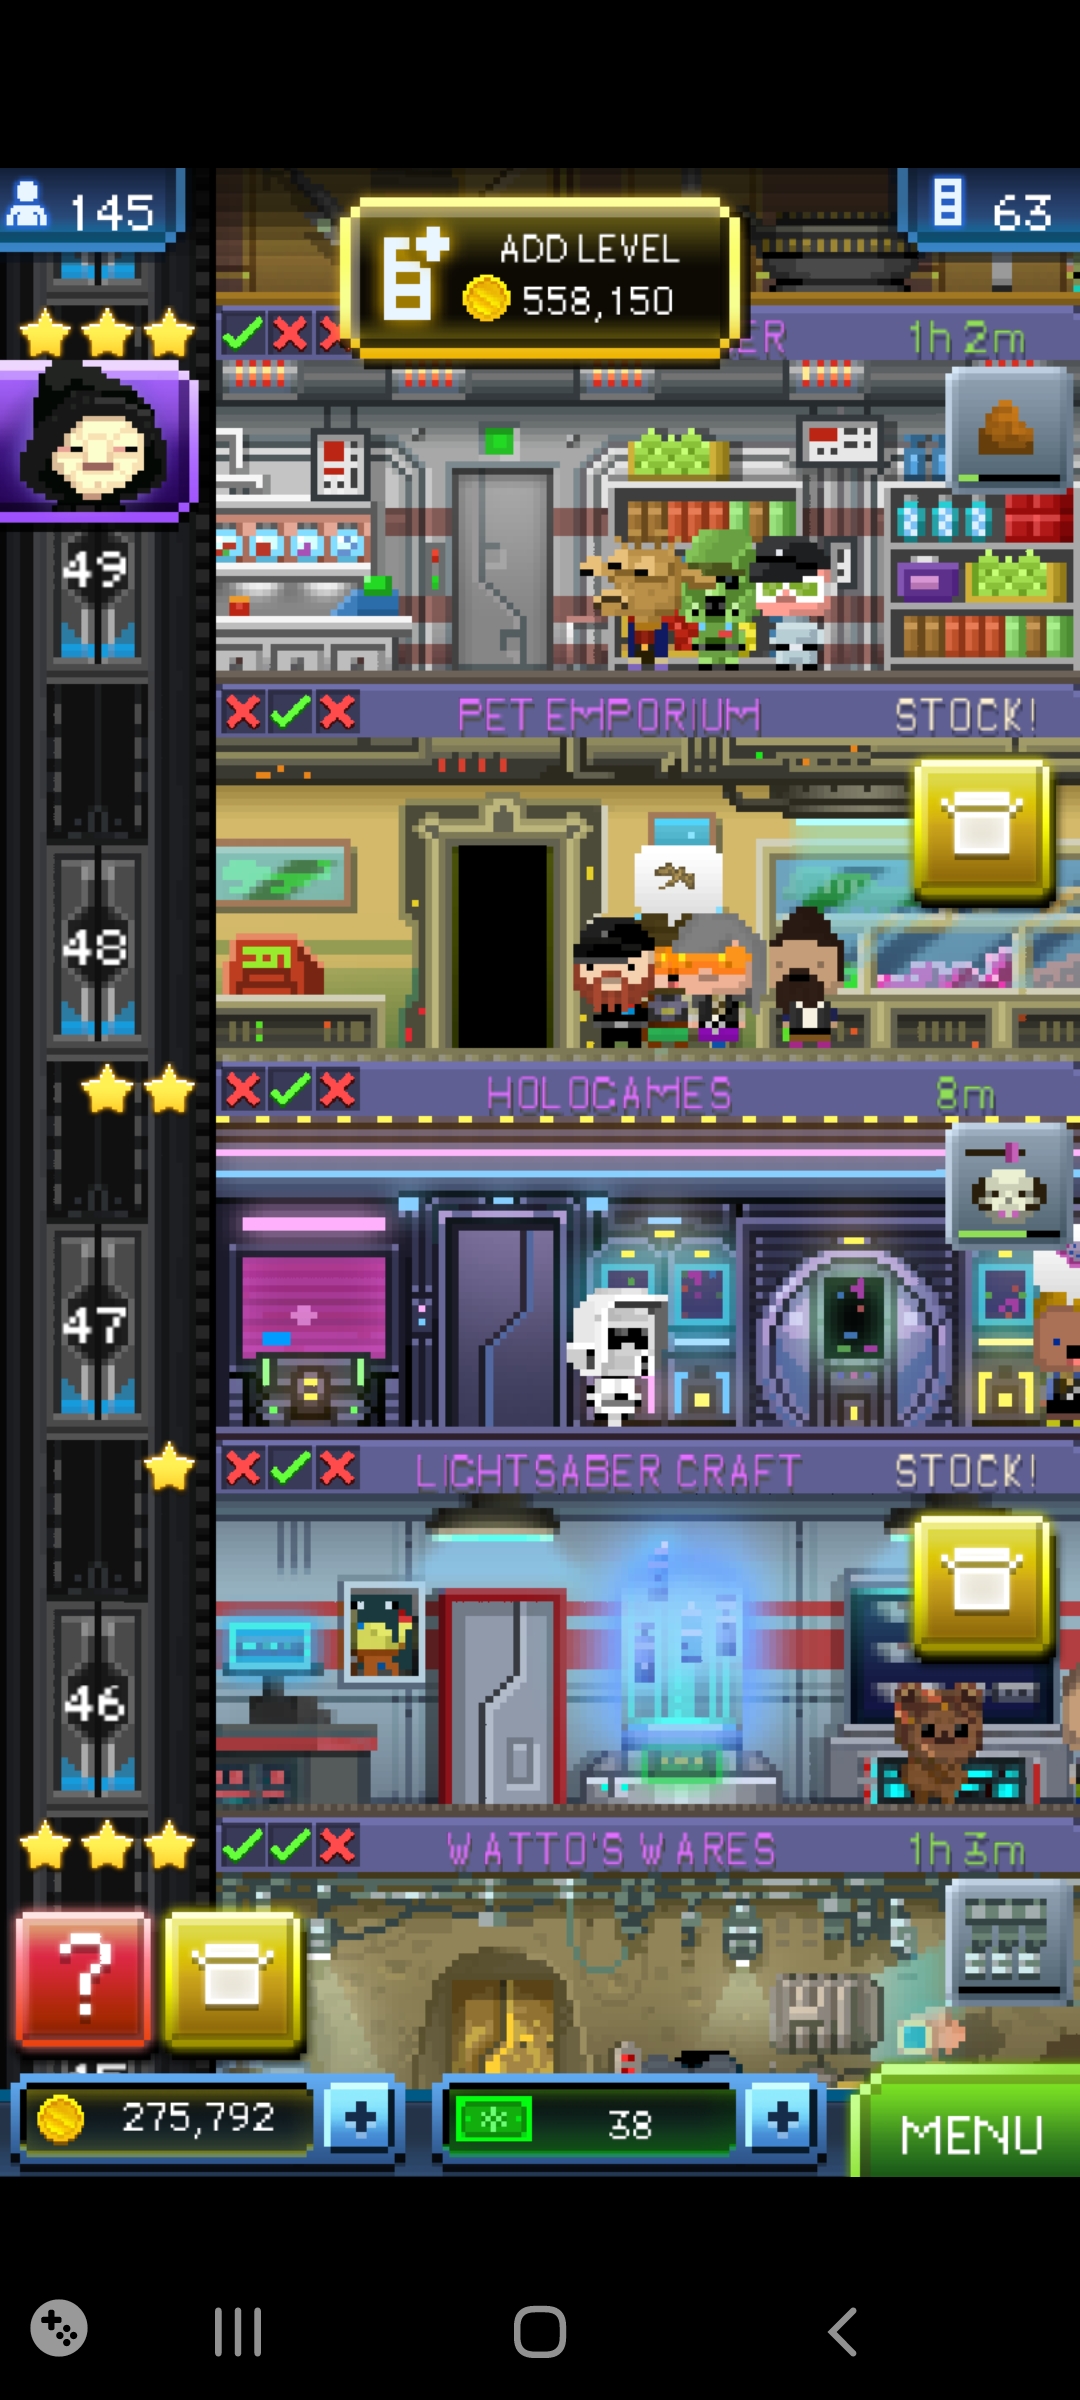 145
63
ADD LEVEL
558,150
ER 1h 2m
49
PET EMPORIUM STOCK!
48
HOLOGAMES 8m
47
LIGHTSABER CRAFT STOCK!
46
WATTO'S WARES 1h 3m
?
275,792
38
MENU